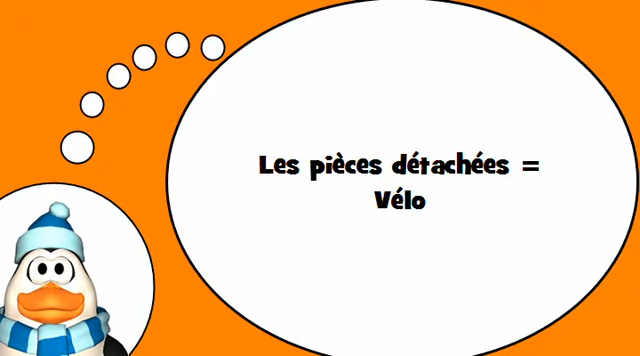 Les pièces détachées =
Vélo